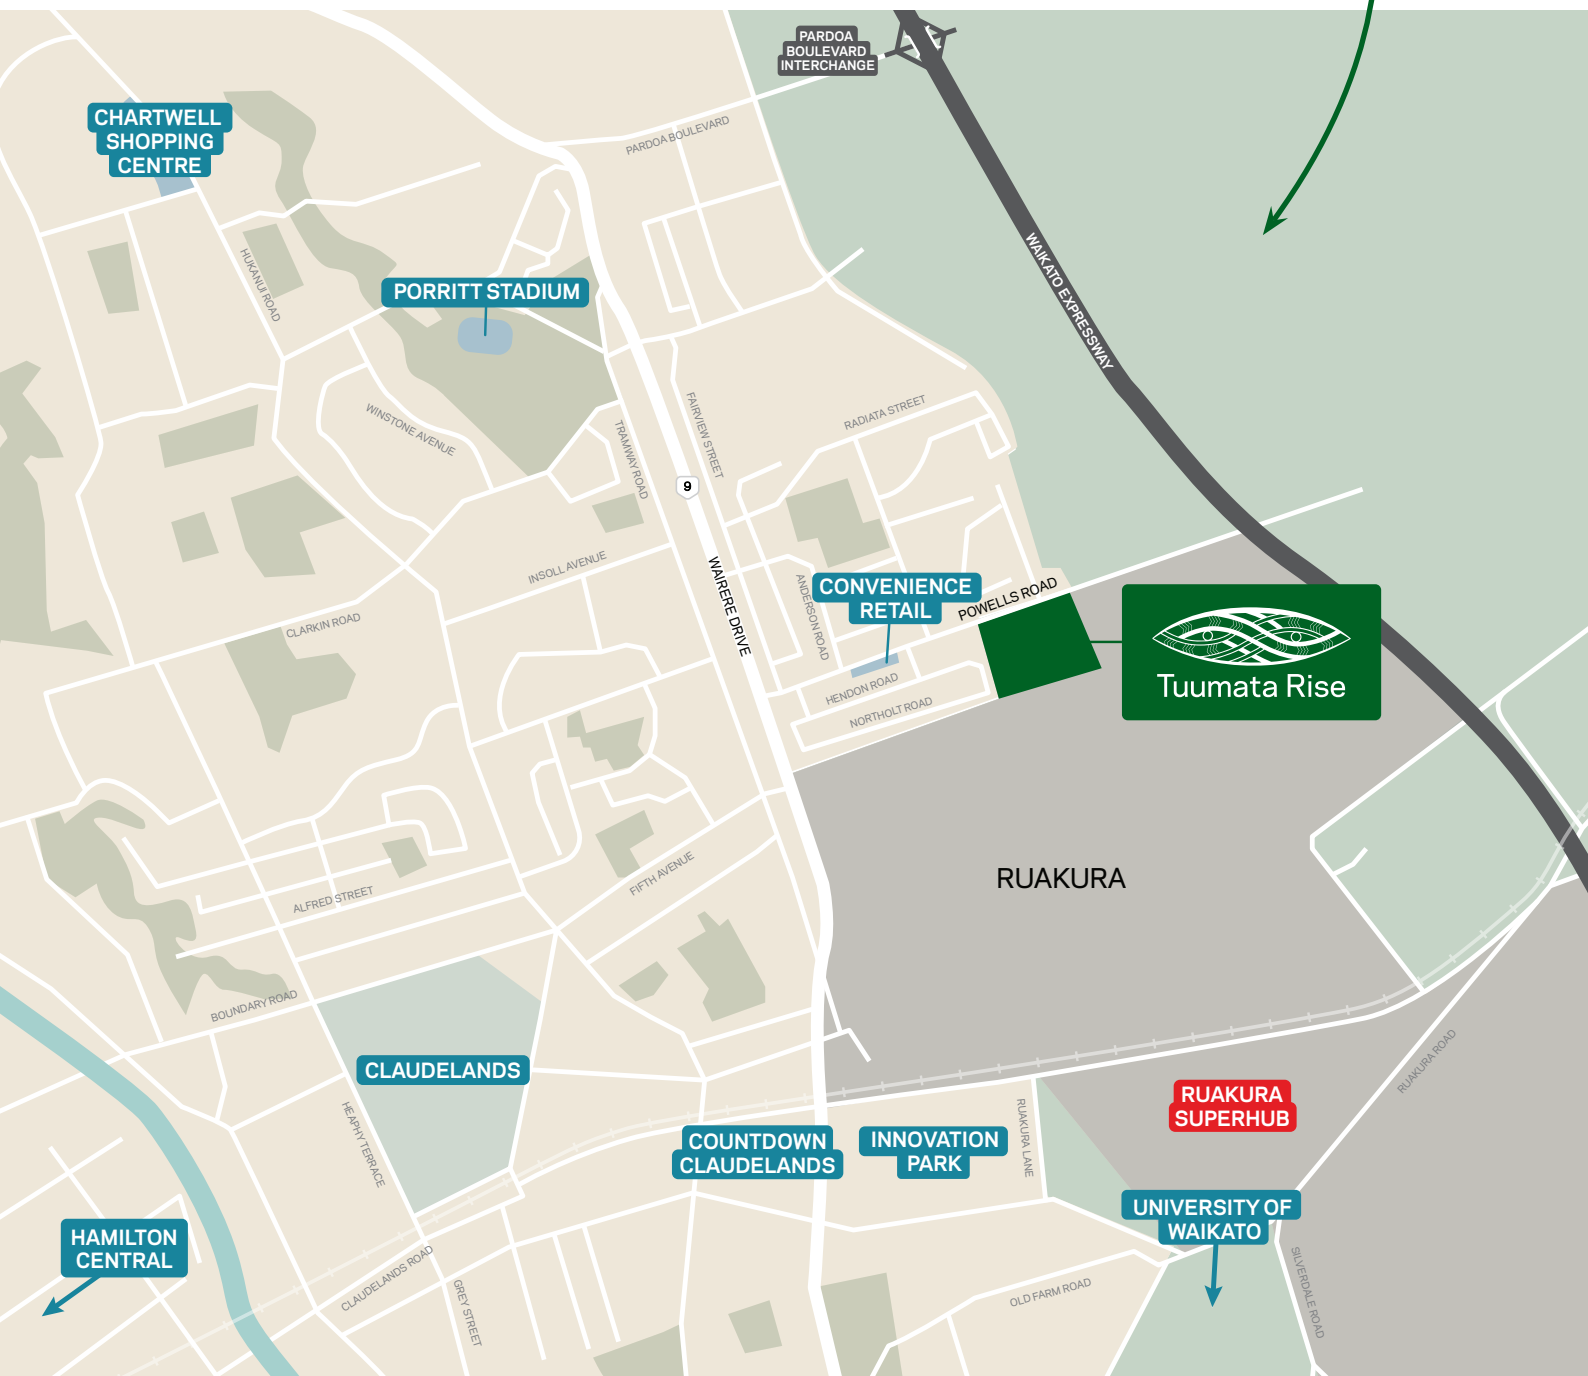 PARDOA
BOULEVARD
INTERCHANGE
CHARTWELL
SHOPPING
CENTRE
PARDOA BOULEVARD
HUKANUI ROAD
PORRITT STADIUM
WAIKATO EXPRESSWAY
WINSTONE AVENUE
TRAMWAY ROAD
FAIRVIEW STREET
RADIATA STREET
9
INSOLL AVENUE
WAIRERE DRIVE
ANDERSON ROAD
CONVENIENCE
RETAIL
POWELLS ROAD
CLARKIN ROAD
HENDON ROAD
NORTHOLT ROAD
Tuumata Rise
RUAKURA
FIFTH AVENUE
ALFRED STREET
BOUNDARY ROAD
CLAUDELANDS
HEAPHY TERRACE
COUNTDOWN
CLAUDELANDS
INNOVATION
PARK
RUAKURA LANE
RUAKURA
SUPERHUB
RUAKURA ROAD
UNIVERSITY OF
WAIKATO
HAMILTON
CENTRAL
CLAUDELANDS ROAD
GREY STREET
OLD FARM ROAD
SILVERDALE ROAD